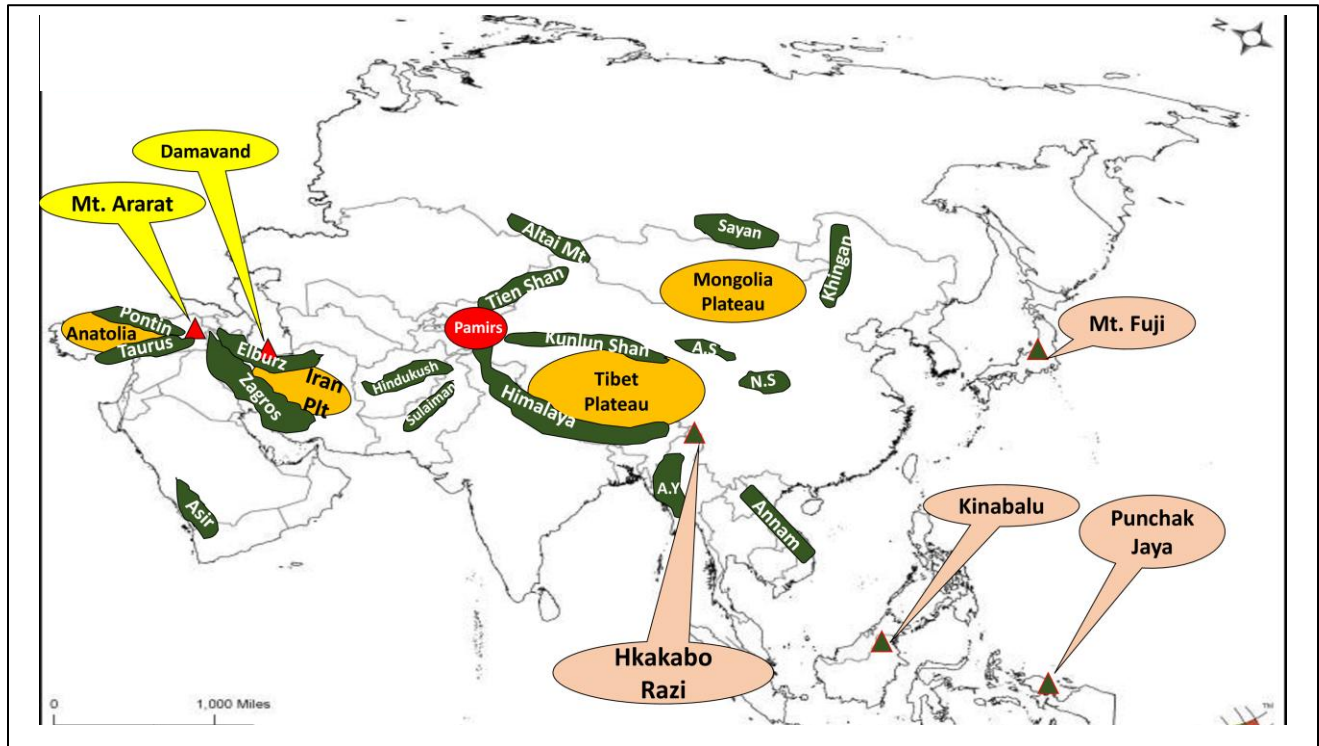 N
Damavand
Mt. Ararat
Altai Mt
Sayan
Khingan
Tien Shan
Mongolia
Plateau
Pontin
Anatolia
Taurus
Elburz
Pamirs
Mt. Fuji
Kunlun Shan
A.S
Iran
Plt
Zagros
Hindukush
Sulaiman
Tibet
Plateau
N.S
Himalaya
A.Y
Asir
Annam
Kinabalu
Punchak
Jaya
Hkakabo
Razi
0
1,000 Miles
TM